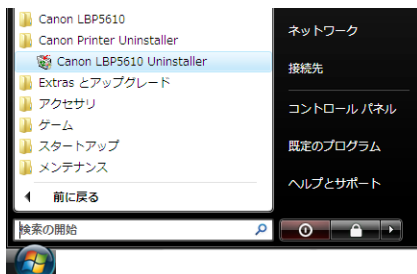 Canon LBP5610
Canon Printer Uninstaller
Canon LBP5610 Uninstaller
Extras とアップグレード
アクセサリ
ゲーム
スタートアップ
メンテナンス
前に戻る
検索の開始
ネットワーク
接続先
コントロール パネル
既定のプログラム
ヘルプとサポート